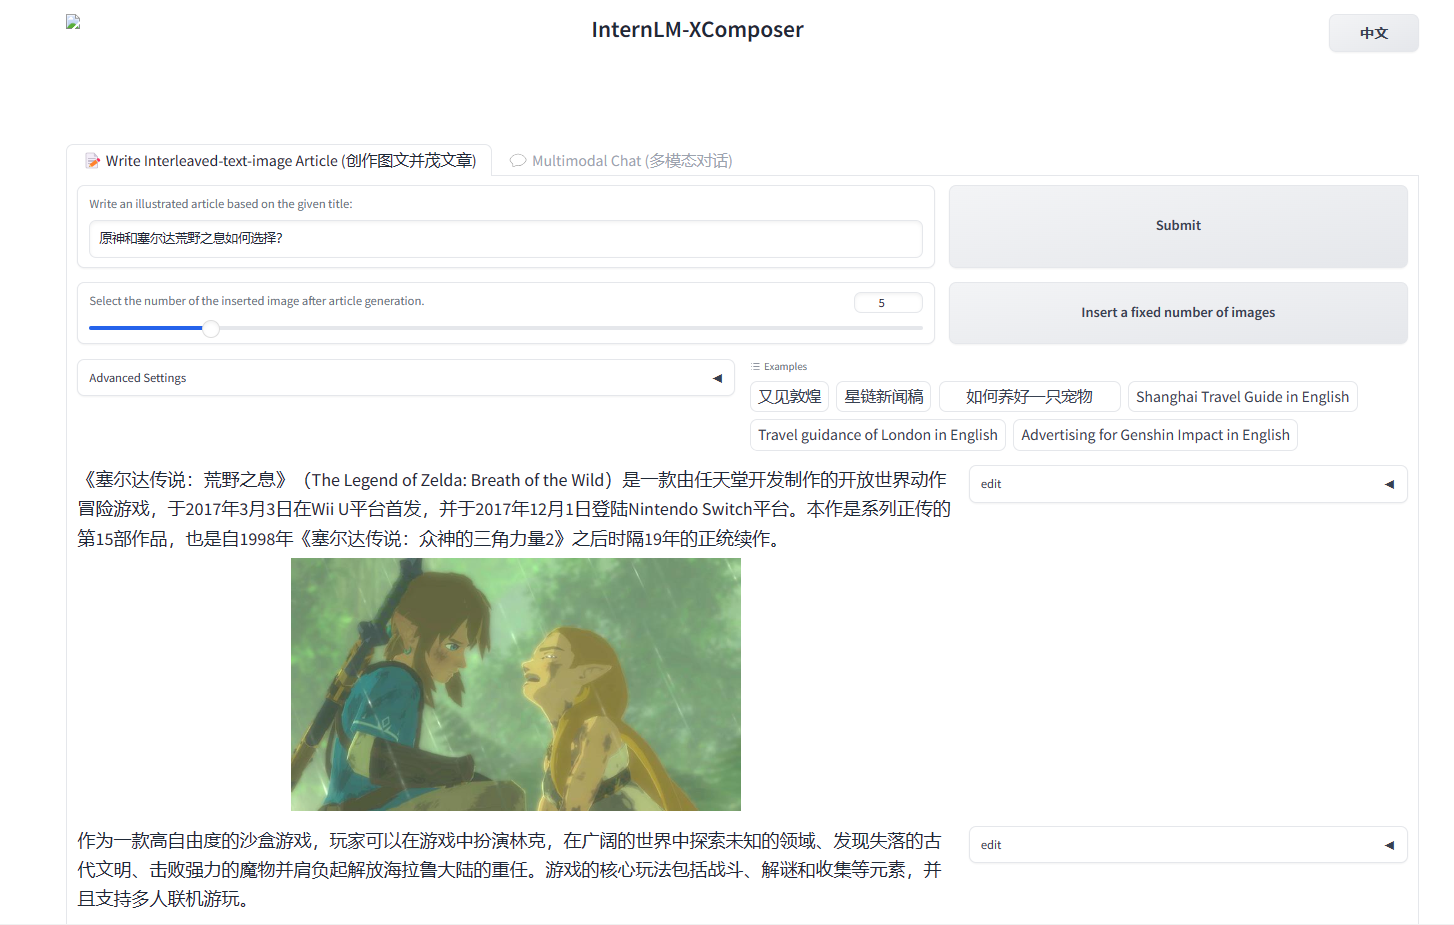 InternLM-XComposer
中文
📝 Write Interleaved-text-image Article (创作图文并茂文章)
💬 Multimodal Chat (多模态对话)
Write an illustrated article based on the given title:
原神和塞尔达荒野之息如何选择?
Submit
Select the number of the inserted image after article generation.
5
Insert a fixed number of images
Advanced Settings
Examples
又见敦煌
星链新闻稿
如何养好一只宠物
Shanghai Travel Guide in English
Travel guidance of London in English
Advertising for Genshin Impact in English
《塞尔达传说：荒野之息》（The Legend of Zelda: Breath of the Wild）是一款由任天堂开发制作的开放世界动作
冒险游戏，于2017年3月3日在Wii U平台首发，并于2017年12月1日登陆Nintendo Switch平台。本作是系列正传的
第15部作品，也是自1998年《塞尔达传说：众神的三角力量2》之后时隔19年的正统续作。
edit
作为一款高自由度的沙盒游戏，玩家可以在游戏中扮演林克，在广阔的世界中探索未知的领域、发现失落的古
代文明、击败强力的魔物并肩负起解放海拉鲁大陆的重任。游戏的核心玩法包括战斗、解谜和收集等元素，并
且支持多人联机游玩。
edit